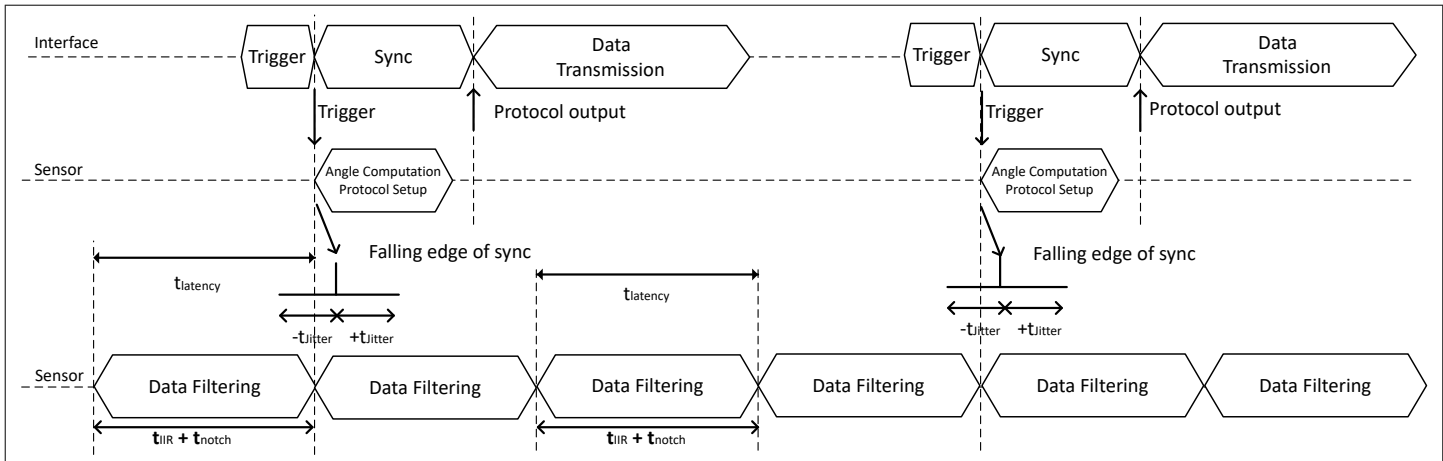 Interface
Trigger
Sync
Data
Transmission
Trigger
Sync
Data
Transmission
Trigger
Protocol output
Trigger
Protocol output
Sensor
Angle Computation
Protocol Setup
Angle Computation
Protocol Setup
Falling edge of sync
Falling edge of sync
tlatency
tlatency
-tJitter
+tJitter
-tJitter
+tJitter
Sensor
Data Filtering
Data Filtering
Data Filtering
Data Filtering
Data Filtering
Data Filtering
tIIR + tnotch
tIIR + tnotch